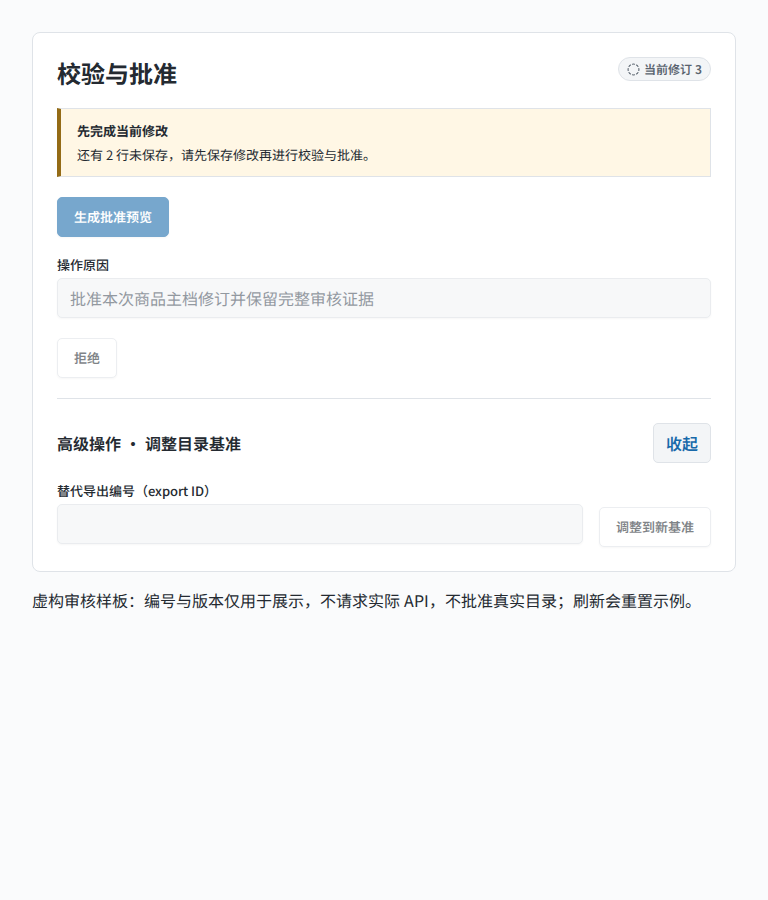 校验与批准
当前修订 3
先完成当前修改
还有 2 行未保存，请先保存修改再进行校验与批准。
生成批准预览
操作原因
批准本次商品主档修订并保留完整审核证据
拒绝
高级操作 · 调整目录基准
收起
替代导出编号（export ID）
调整到新基准
虚构审核样板：编号与版本仅用于展示，不请求实际 API，不批准真实目录；刷新会重置示例。